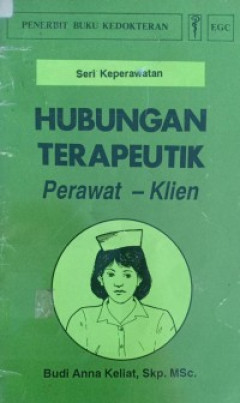 PENERBIT BUKU KEDOKTERAN EGC
Seri Keperawatan
HUBUNGAN
TERAPEUTIK
Perawat – Klien
Budi Anna Keliat, Skp. MSc.